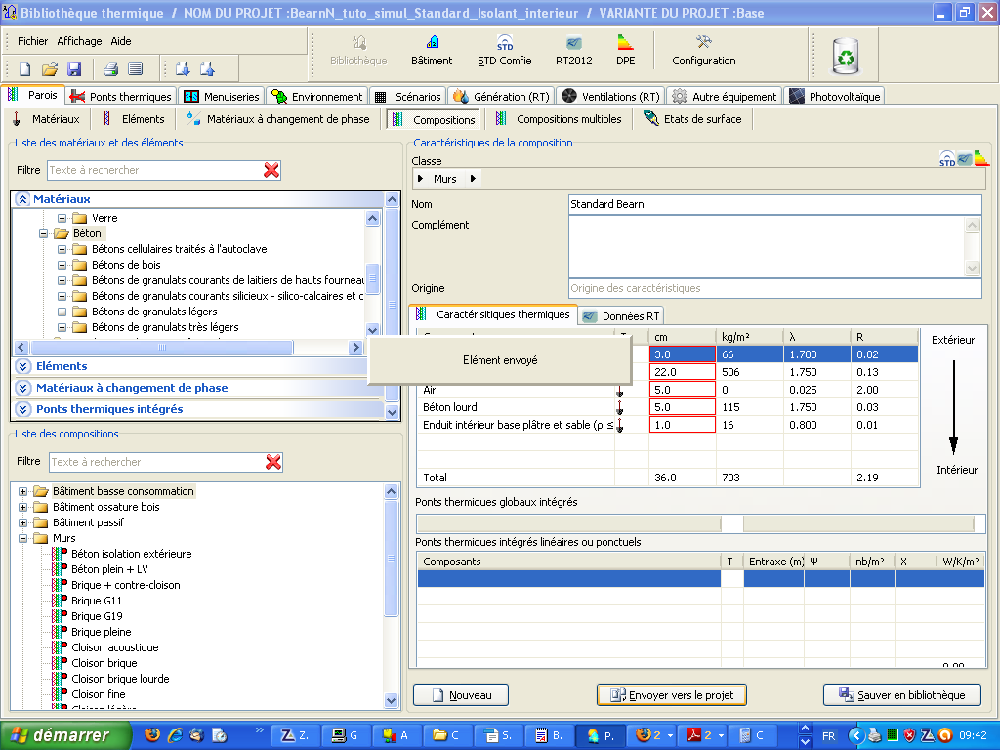 Bibliothèque thermique / NOM DU PROJET :BearnN_tuto_simul_Standard_Isolant_interieur / VARIANTE DU PROJET :Base
Fichier Affichage Aide
Bibliothèque Bâtiment STD Comfie RT2012 DPE Configuration
Parois Ponts thermiques Menuiseries Environnement Scénarios Génération (RT) Ventilations (RT) Autre équipement Photovoltaïque
Matériaux Eléments Matériaux à changement de phase Compositions Compositions multiples Etats de surface
Liste des matériaux et des éléments
Filtre Texte à rechercher
Matériaux
Verre
Béton
Bétons cellulaires traités à l'autoclave
Bétons de bois
Bétons de granulats courants de laitiers de hauts fourneau
Bétons de granulats courants silicieux - silico-calcaires et c
Bétons de granulats légers
Bétons de granulats très légers
Eléments
Matériaux à changement de phase
Ponts thermiques intégrés
Liste des compositions
Filtre Texte à rechercher
Bâtiment basse consommation
Bâtiment ossature bois
Bâtiment passif
Murs
Béton isolation extérieure
Béton plein + LV
Brique + contre-cloison
Brique G11
Brique G19
Brique pleine
Cloison acoustique
Cloison brique
Cloison brique lourde
Cloison fine
Caractéristiques de la composition
STD
Classe
Murs
Nom Standard Bearn
Complément
Origine Origine des caractéristiques
Caractérisitiques thermiques Données RT
cm kg/m² λ R
3.0 66 1.700 0.02
22.0 506 1.750 0.13
Air 5.0 0 0.025 2.00
Béton lourd 5.0 115 1.750 0.03
Enduit intérieur base plâtre et sable (ρ ≤ 1.0 16 0.800 0.01
Total 36.0 703 2.19
Extérieur
Intérieur
Elément envoyé
Ponts thermiques globaux intégrés
Ponts thermiques intégrés linéaires ou ponctuels
Composants T Entraxe (m) Ψ nb/m² X W/K/m²
0.00
Nouveau Envoyer vers le projet Sauver en bibliothèque
démarrer Z. G A C S. B. P. 2 2 C FR 09:42